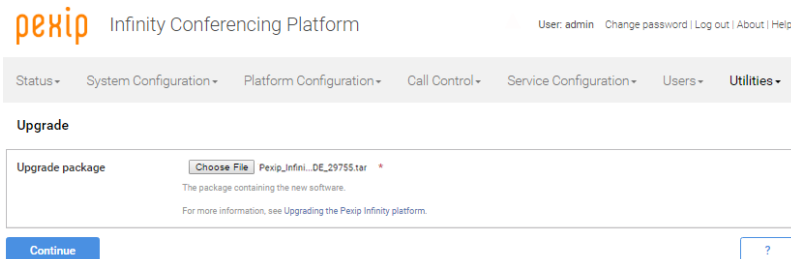 pexip Infinity Conferencing Platform User: admin Change password | Log out | About | Help
Status System Configuration Platform Configuration Call Control Service Configuration Users Utilities
Upgrade
Upgrade package Choose File Pexip_Infini...DE_29755.tar *
The package containing the new software.
For more information, see Upgrading the Pexip Infinity platform.
Continue ?